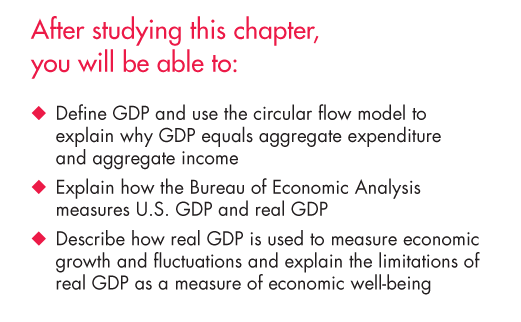 After studying this chapter,
you will be able to:
◆ Define GDP and use the circular flow model to
explain why GDP equals aggregate expenditure
and aggregate income
◆ Explain how the Bureau of Economic Analysis
measures U.S. GDP and real GDP
◆ Describe how real GDP is used to measure economic
growth and fluctuations and explain the limitations of
real GDP as a measure of economic well-being